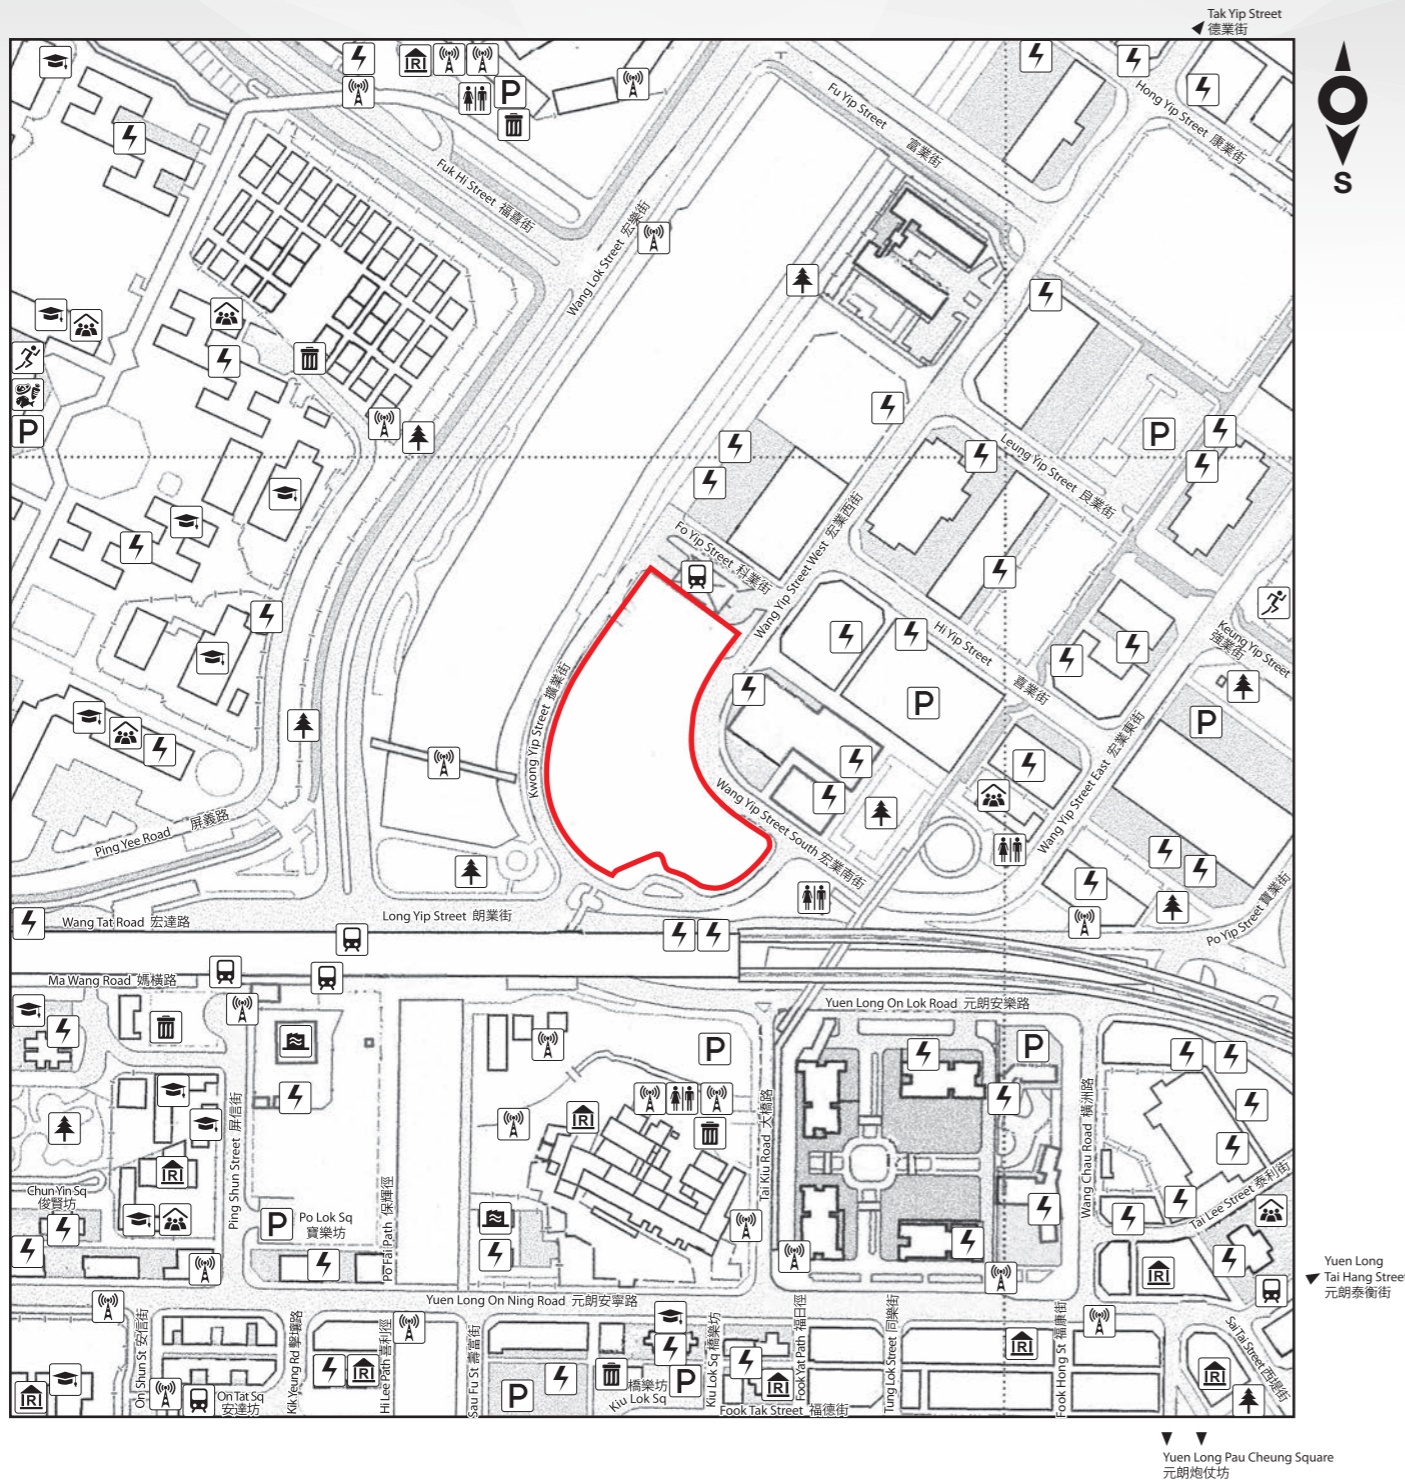 Tak Yip Street
德業街
S
Hong Yip Street 康業街
Fu Yip Street 富業街
Fuk Hi Street 福喜街
Wang Lok Street 宏樂街
P
P
P
Leung Yip Street 良業街
Fo Yip Street 科業街
Wang Yip Street West 宏業西街
Hi Yip Street 喜業街
Keung Yip Street
強業街
P
P
Kwong Yip Street 擴業街
Wang Yip Street East 宏業東街
Wang Yip Street South 宏業南街
Ping Yee Road 屏義路
Po Yip Street 寶業街
Wang Tat Road 宏達路
Long Yip Street 朗業街
Ma Wang Road 媽橫路
Yuen Long On Lok Road 元朗安樂路
P
P
Ping Shun Street 屏信街
Po Fai Path 保輝徑
Tai Kiu Road 大橋路
Wang Chau Road 橫洲路
Tai Lee Street 泰利街
Chun Yin Sq
俊賢坊
P
Po Lok Sq
寶樂坊
Yuen Long On Ning Road 元朗安寧路
Yuen Long
Tai Hang Street
元朗泰衡街
On Shun St 安信街
Kik Yeung Rd 擊壤路
Hi Lee Path 喜利徑
Sau Fu St 壽富街
Kiu Lok Sq 橋樂坊
Fook Yat Path 福日徑
Tung Lok Street 同樂街
Fook Hong St 福康街
Sai Tai Street 西堤街
On Tat Sq
安達坊
P
P
橋樂坊
Kiu Lok Sq
Fook Tak Street 福德街
Yuen Long Pau Cheung Square
元朗炮仗坊